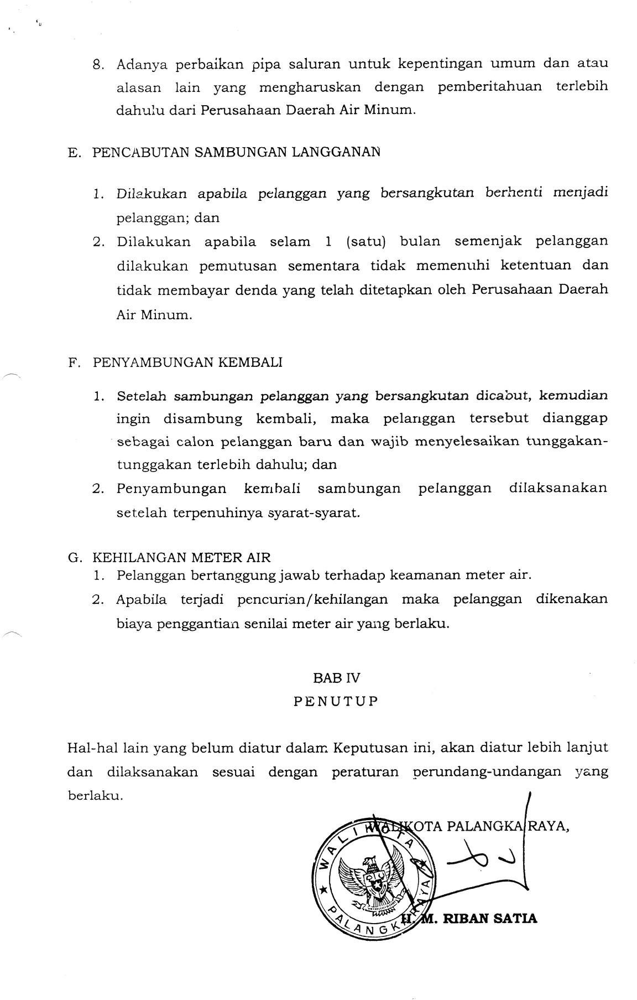 8. Adanya perbaikan pipa saluran untuk kepentingan umum dan atau
alasan lain yang mengharuskan dengan pemberitahuan terlebih
dahulu dari Perusahaan Daerah Air Minum.
E. PENCABUTAN SAMBUNGAN LANGGANAN
1. Dilakukan apabila pelanggan yang bersangkutan berhenti menjadi
pelanggan; dan
2. Dilakukan apabila selam 1 (satu) bulan semenjak pelanggan
dilakukan pemutusan sementara tidak memenuhi ketentuan dan
tidak membayar denda yang telah ditetapkan oleh Perusahaan Daerah
Air Minum.
F. PENYAMBUNGAN KEMBALI
1. Setelah sambungan pelanggan yang bersangkutan dicabut, kemudian
ingin disambung kembali, maka pelanggan tersebut dianggap
sebagai calon pelanggan baru dan wajib menyelesaikan tunggakan-
tunggakan terlebih dahulu; dan
2. Penyambungan kembali sambungan pelanggan dilaksanakan
setelah terpenuhinya syarat-syarat.
G. KEHILANGAN METER AIR
1. Pelanggan bertanggung jawab terhadap keamanan meter air.
2. Apabila terjadi pencurian/kehilangan maka pelanggan dikenakan
biaya penggantian senilai meter air yang berlaku.
BAB IV
PENUTUP
Hal-hal lain yang belum diatur dalam Keputusan ini, akan diatur lebih lanjut
dan dilaksanakan sesuai dengan peraturan perundang-undangan yang
berlaku.
WALIKOTA PALANGKA RAYA,
WALIKOTA
PALANGKA RAYA
H. M. RIBAN SATIA